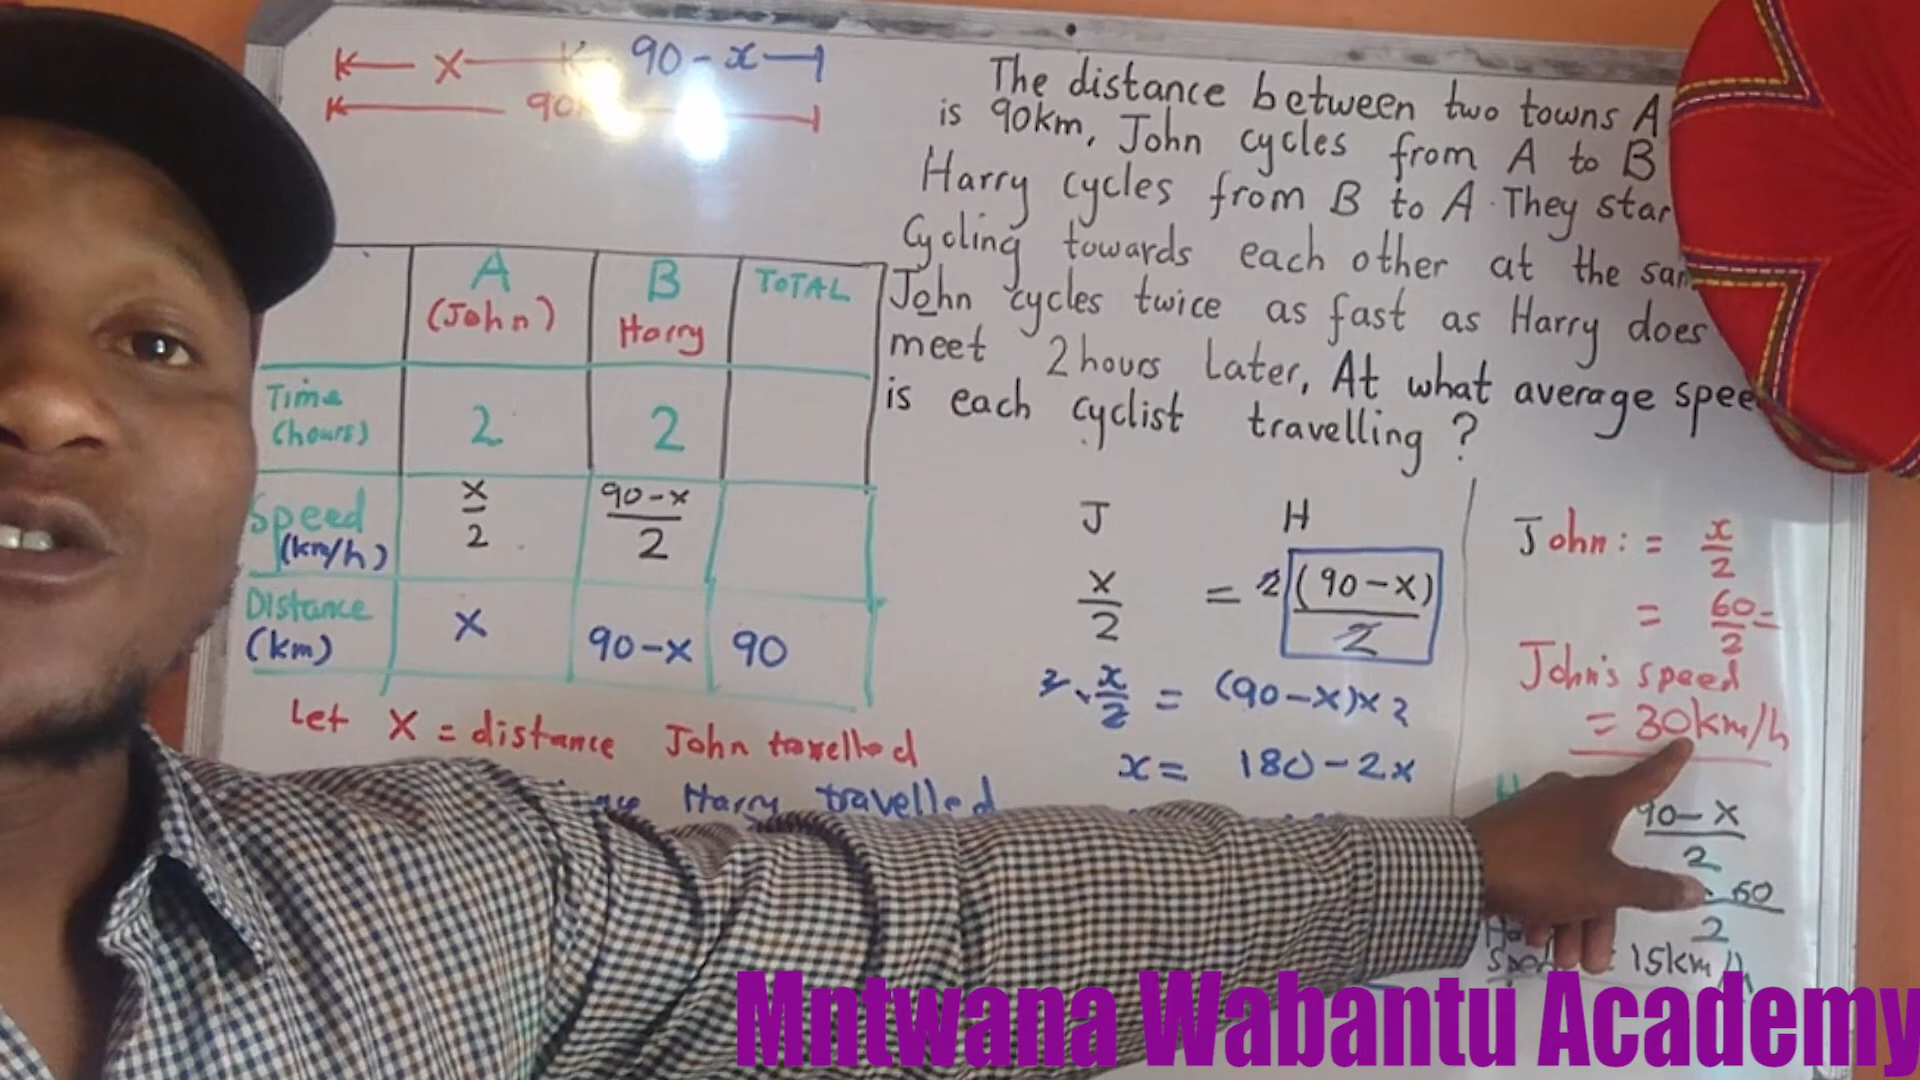 x 90-x
90
The distance between two towns A
is 90km, John cycles from A to B
Harry cycles from B to A. They star
Cycling towards each other at the sam
John cycles twice as fast as Harry does
meet 2 hours Later, At what average spee
is each cyclist travelling ?
A (John) B Harry TOTAL
Time (hours) 2 2
Speed (km/h) x/2 90-x/2
Distance (km) x 90-x 90
Let X = distance John travelled
Harry travelled
J H
x/2 = 2(90-x)/2
2 · x/2 = (90-x)x2
x = 180-2x
John: = x/2
= 60/2 =
John's speed
= 30km/h
90-x
2
60
2
15km/h
Mntwana Wabantu Academy